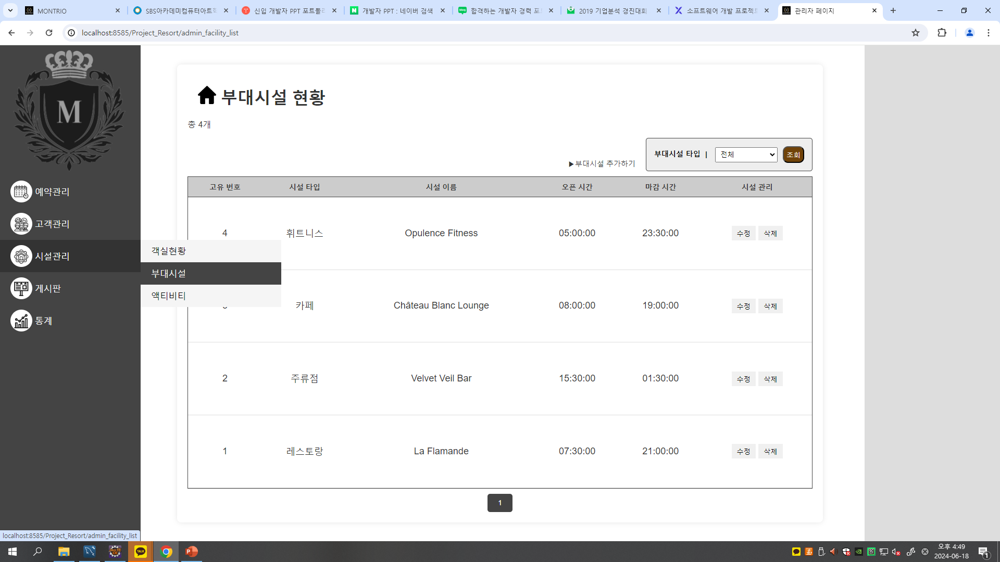 MONTRIO
SBS아카데미컴퓨터아트학
신입 개발자 PPT 포트폴리
개발자 PPT : 네이버 검색
합격하는 개발자 경력 포트
2019 기업분석 경진대회
소프트웨어 개발 프로젝트
관리자 페이지
localhost:8585/Project_Resort/admin_facility_list
M
부대시설 현황
총 4개
부대시설 타입 |
전체
조회
▶부대시설 추가하기
고유 번호 시설 타입 시설 이름 오픈 시간 마감 시간 시설 관리
4 휘트니스 Opulence Fitness 05:00:00 23:30:00 수정 삭제
카페 Château Blanc Lounge 08:00:00 19:00:00 수정 삭제
2 주류점 Velvet Veil Bar 15:30:00 01:30:00 수정 삭제
1 레스토랑 La Flamande 07:30:00 21:00:00 수정 삭제
1
예약관리
고객관리
시설관리
객실현황
부대시설
액티비티
게시판
통계
localhost:8585/Project_Resort/admin_facility_list
TALK
오후 4:49
2024-06-18
1